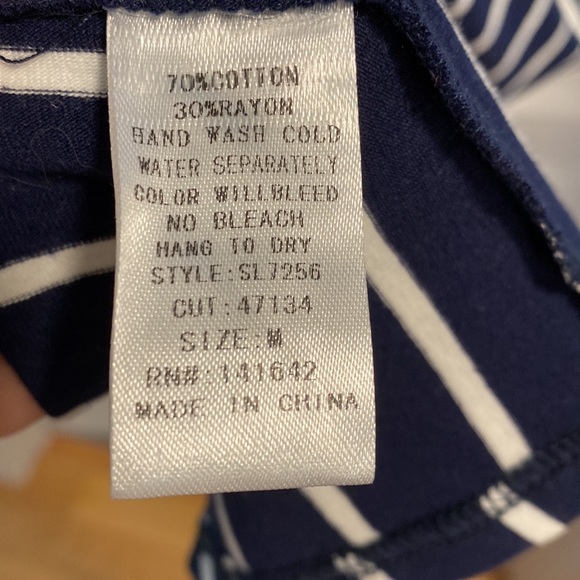 70%COTTON
30%RAYON
HAND WASH COLD
WATER SEPARATELY
COLOR WILLBLEED
NO BLEACH
HANG TO DRY
STYLE:SL7256
CUT:47134
SIZE:M
RN#:141642
MADE IN CHINA